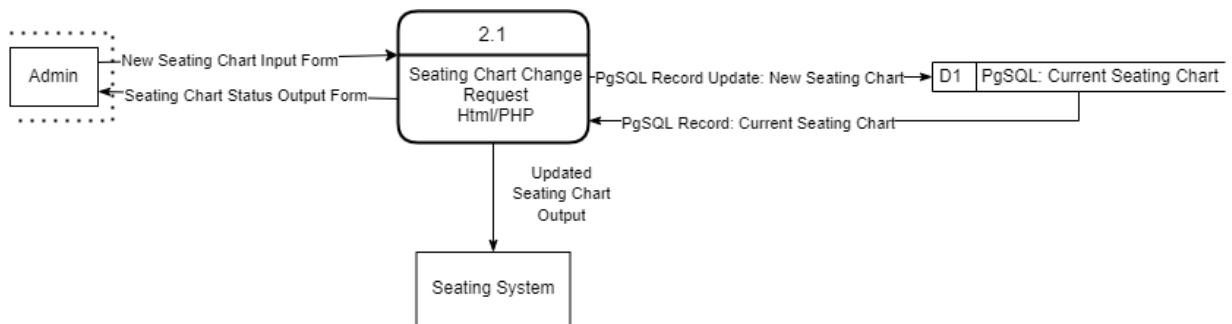 2.1
Admin
New Seating Chart Input Form
Seating Chart Status Output Form
Seating Chart Change
Request
Html/PHP
PgSQL Record Update: New Seating Chart
D1
PgSQL: Current Seating Chart
PgSQL Record: Current Seating Chart
Updated
Seating Chart
Output
Seating System